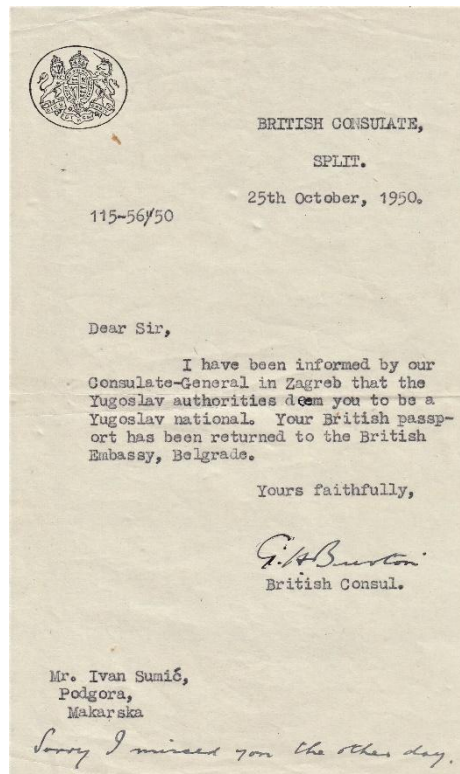 BRITISH CONSULATE,
SPLIT.
25th October, 1950.
115-56/50
Dear Sir,
I have been informed by our
Consulate-General in Zagreb that the
Yugoslav authorities deem you to be a
Yugoslav national. Your British passp-
ort has been returned to the British
Embassy, Belgrade.
Yours faithfully,
G.H Burton
British Consul.
Mr. Ivan Sumić,
Podgora,
Makarska
Sorry I missed you the other day.